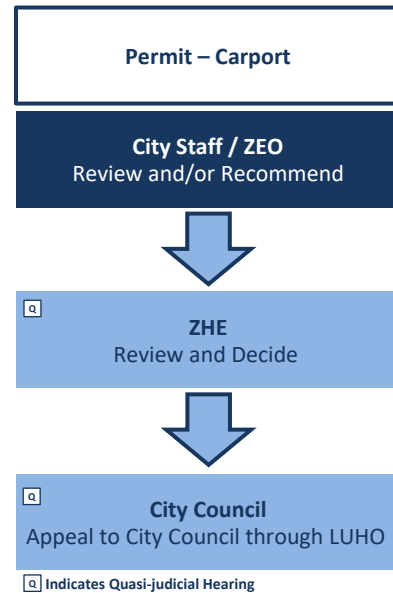 Permit – Carport
City Staff / ZEO
Review and/or Recommend
Q
ZHE
Review and Decide
Q
City Council
Appeal to City Council through LUHO
Q Indicates Quasi-judicial Hearing